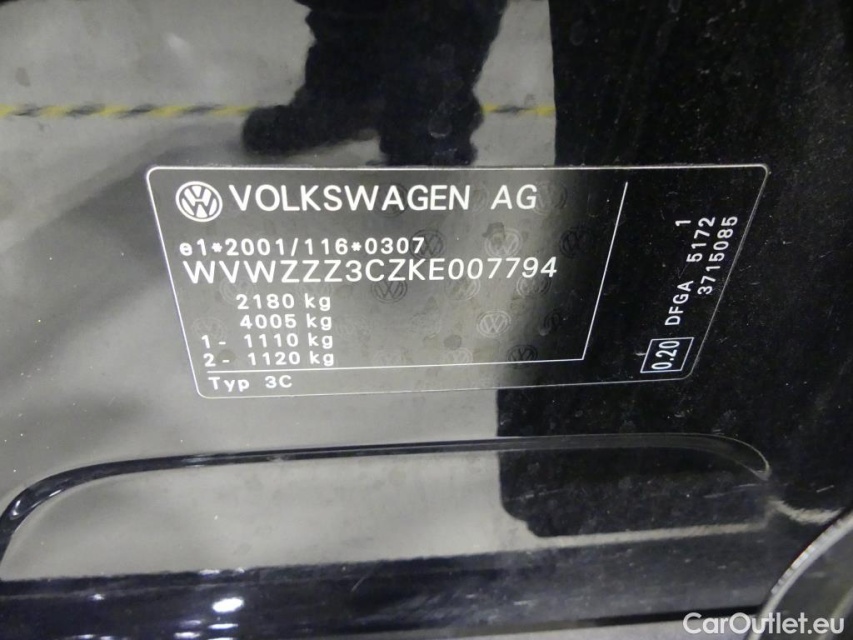 VOLKSWAGEN AG
e1*2001/116*0307
WVWZZZ3CZKE007794
2180 kg
4005 kg
1- 1110 kg
2- 1120 kg
Typ 3C
1
DFGA 5172
3715085
0.20
CarOutlet.eu